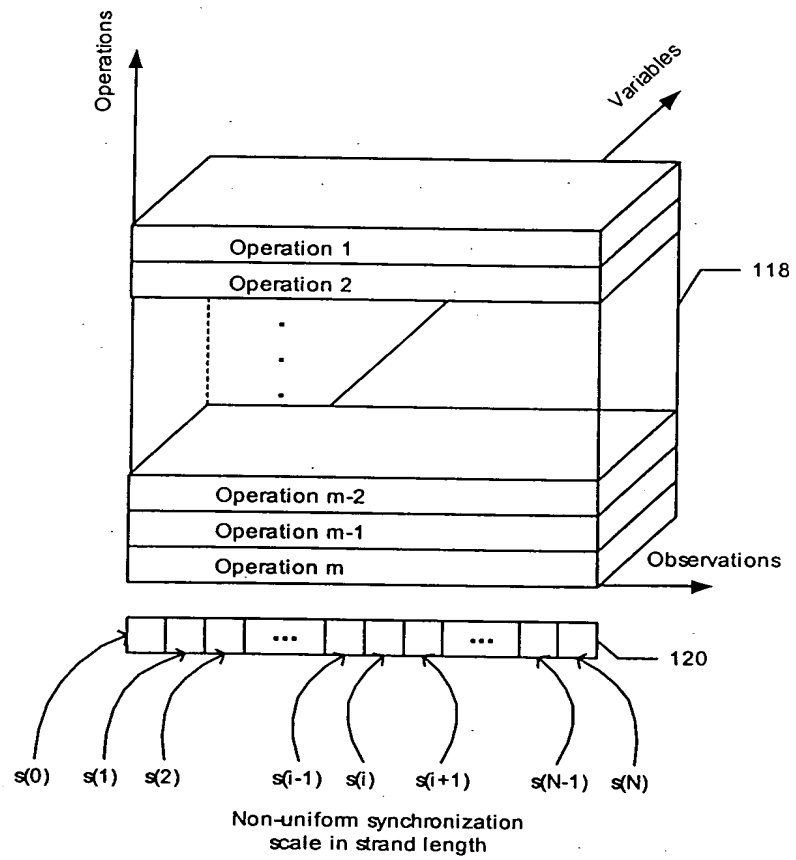 Operations
Variables
Operation 1
Operation 2
118
Operation m-2
Operation m-1
Operation m
Observations
120
s(0) s(1) s(2) s(i-1) s(i) s(i+1) s(N-1) s(N)
Non-uniform synchronization
scale in strand length